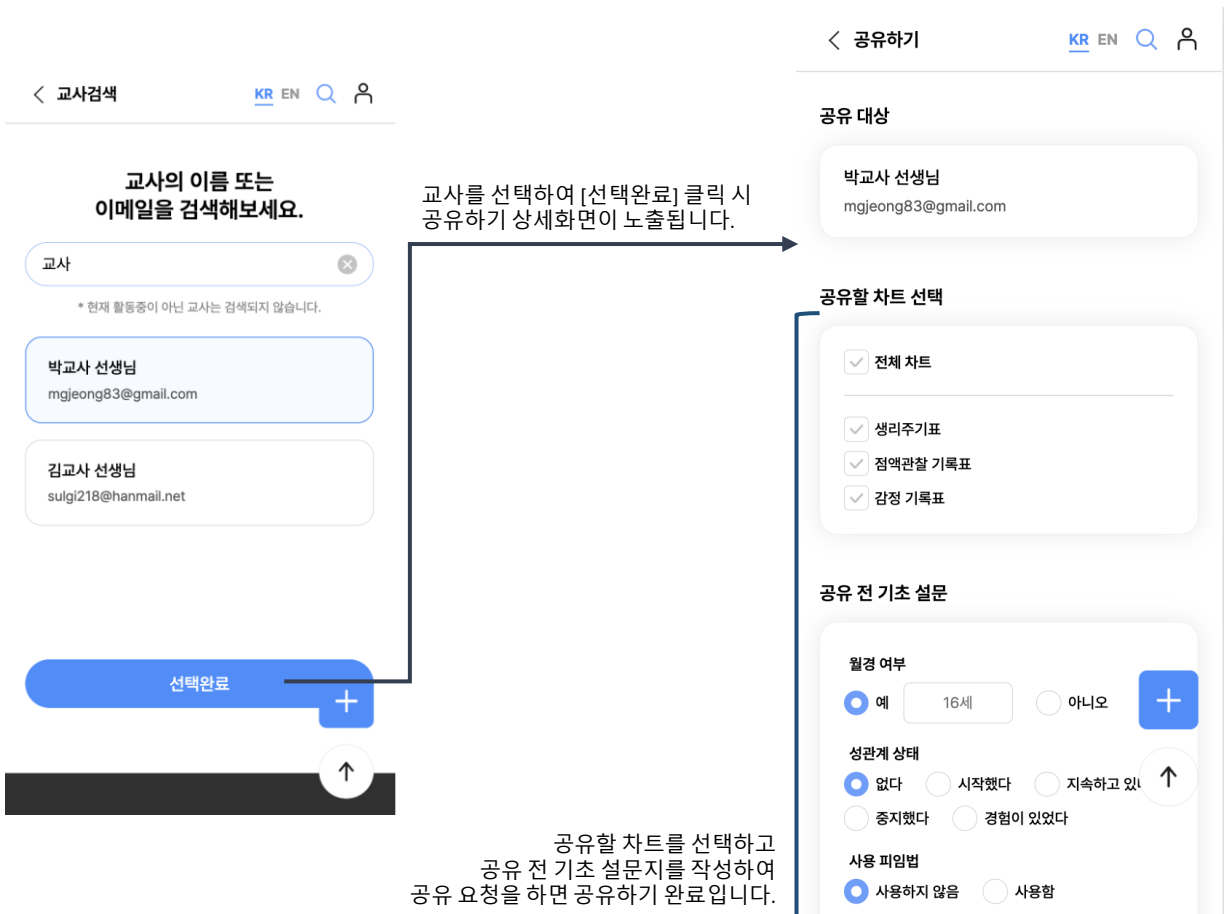 교사검색
KR EN
교사의 이름 또는
이메일을 검색해보세요.
교사
* 현재 활동중이 아닌 교사는 검색되지 않습니다.
박교사 선생님
mgjeong83@gmail.com
김교사 선생님
sulgi218@hanmail.net
선택완료
교사를 선택하여 [선택완료] 클릭 시
공유하기 상세화면이 노출됩니다.
공유하기
KR EN
공유 대상
박교사 선생님
mgjeong83@gmail.com
공유할 차트 선택
전체 차트
생리주기표
점액관찰 기록표
감정 기록표
공유 전 기초 설문
월경 여부
예 16세 아니오
성관계 상태
없다 시작했다 지속하고
중지했다 경험이 있었다
사용 피임법
사용하지 않음 사용함
공유할 차트를 선택하고
공유 전 기초 설문지를 작성하여
공유 요청을 하면 공유하기 완료입니다.